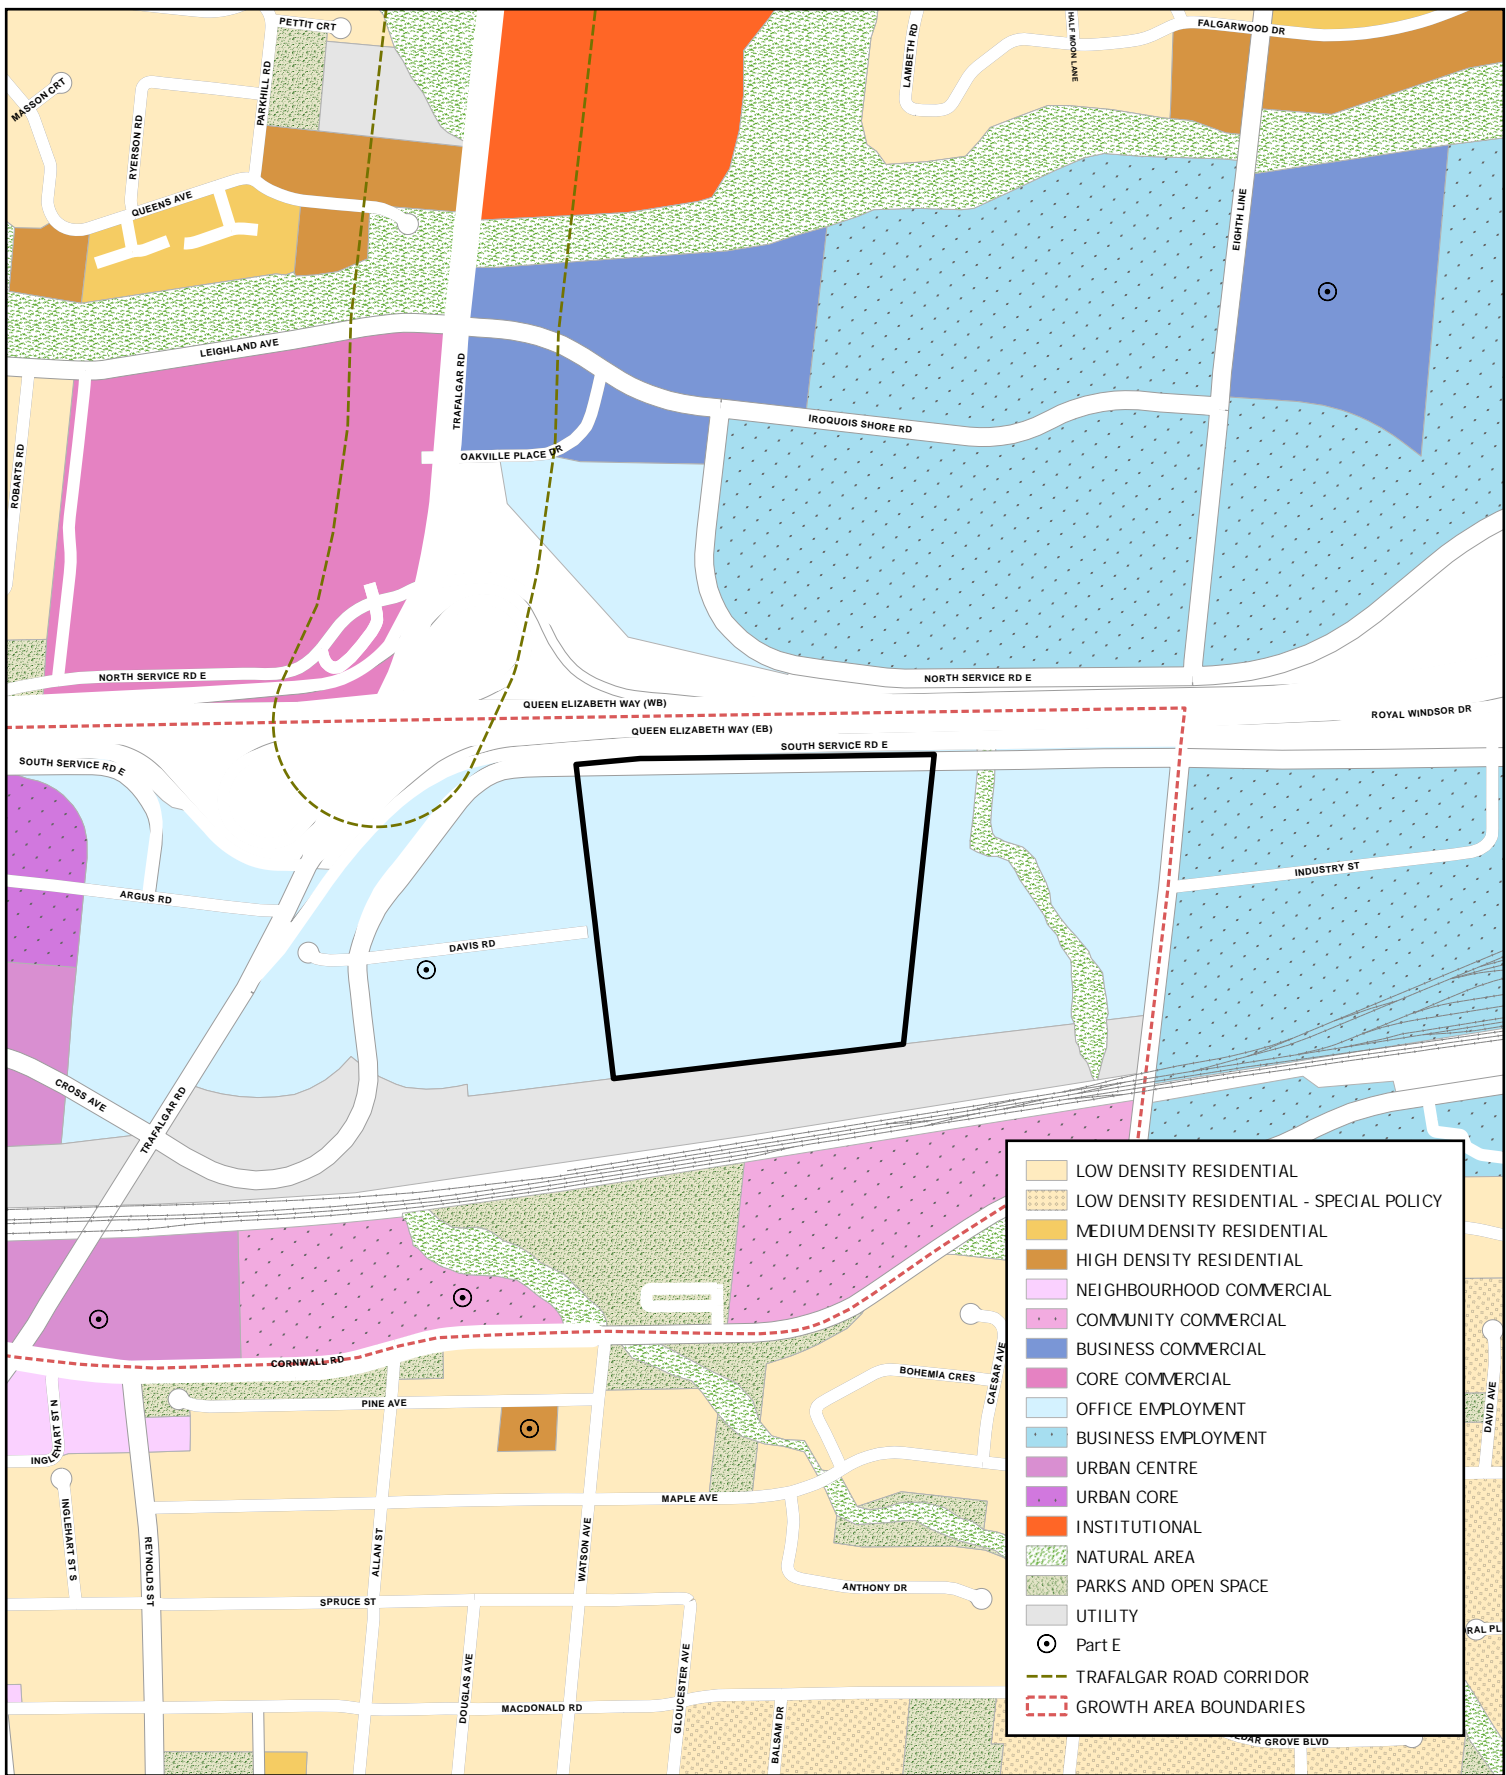 PETTIT CRT
MASSON CRT
PARKHILL RD
RYERSON RD
QUEENS AVE
LAMBETH RD
HALF MOON LANE
FALGARWOOD DR
EIGHTH LINE
LEIGHLAND AVE
TRAFALGAR RD
IROQUOIS SHORE RD
OAKVILLE PLACE DR
ROBARTS RD
NORTH SERVICE RD E
NORTH SERVICE RD E
QUEEN ELIZABETH WAY (WB)
ROYAL WINDSOR DR
QUEEN ELIZABETH WAY (EB)
SOUTH SERVICE RD E
SOUTH SERVICE RD E
INDUSTRY ST
ARGUS RD
DAVIS RD
CROSS AVE
TRAFALGAR RD
CORNWALL RD
BOHEMIA CRES
CAESAR AVE
DAVID AVE
PINE AVE
INGLEHART ST N
INGLEHART ST S
MAPLE AVE
REYNOLDS ST
ALLAN ST
WATSON AVE
ANTHONY DR
SPRUCE ST
DOUGLAS AVE
GLOUCESTER AVE
MACDONALD RD
BALSAM DR
RAL PL
DAR GROVE BLVD
LOW DENSITY RESIDENTIAL
LOW DENSITY RESIDENTIAL - SPECIAL POLICY
MEDIUM DENSITY RESIDENTIAL
HIGH DENSITY RESIDENTIAL
NEIGHBOURHOOD COMMERCIAL
COMMUNITY COMMERCIAL
BUSINESS COMMERCIAL
CORE COMMERCIAL
OFFICE EMPLOYMENT
BUSINESS EMPLOYMENT
URBAN CENTRE
URBAN CORE
INSTITUTIONAL
NATURAL AREA
PARKS AND OPEN SPACE
UTILITY
Part E
TRAFALGAR ROAD CORRIDOR
GROWTH AREA BOUNDARIES